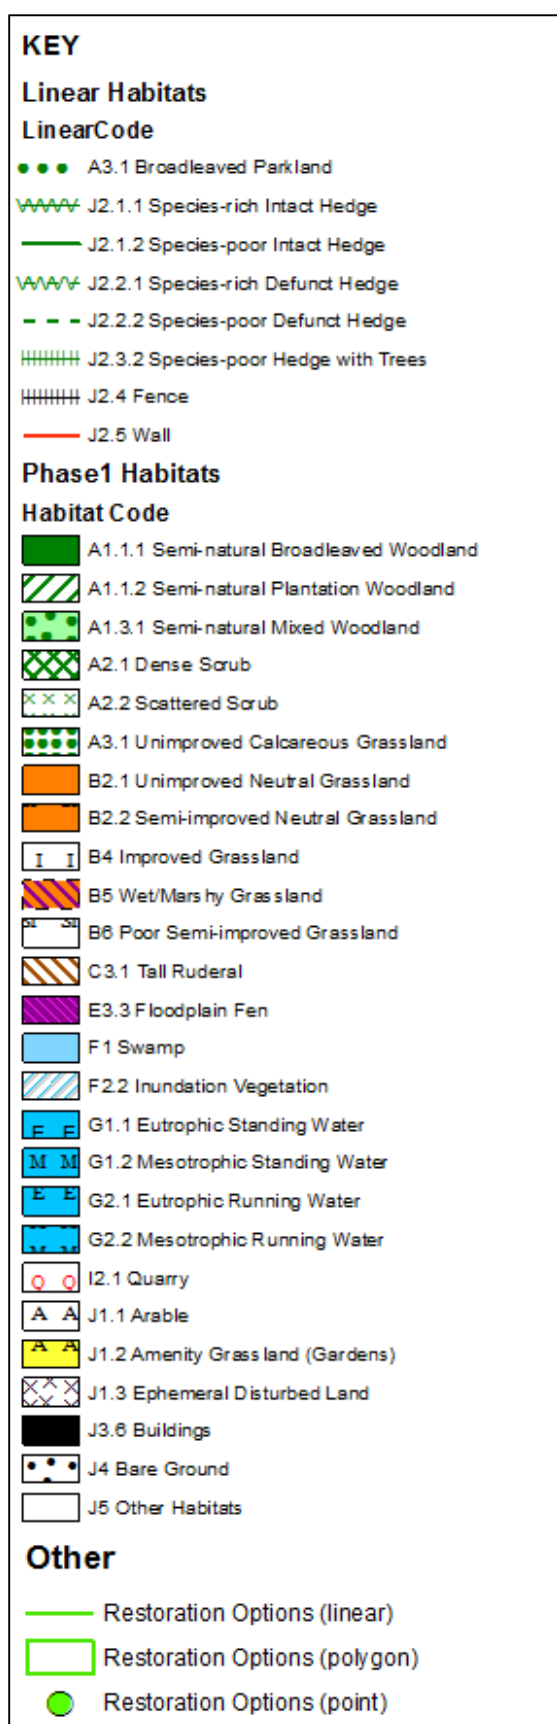 KEY
Linear Habitats
LinearCode
A3.1 Broadleaved Parkland
J2.1.1 Species-rich Intact Hedge
J2.1.2 Species-poor Intact Hedge
J2.2.1 Species-rich Defunct Hedge
J2.2.2 Species-poor Defunct Hedge
J2.3.2 Species-poor Hedge with Trees
J2.4 Fence
J2.5 Wall
Phase1 Habitats
Habitat Code
A1.1.1 Semi-natural Broadleaved Woodland
A1.1.2 Semi-natural Plantation Woodland
A1.3.1 Semi-natural Mixed Woodland
A2.1 Dense Scrub
A2.2 Scattered Scrub
A3.1 Unimproved Calcareous Grassland
B2.1 Unimproved Neutral Grassland
B2.2 Semi-improved Neutral Grassland
I I B4 Improved Grassland
B5 Wet/Marshy Grassland
SI SI B6 Poor Semi-improved Grassland
C3.1 Tall Ruderal
E3.3 Floodplain Fen
F1 Swamp
F2.2 Inundation Vegetation
E E G1.1 Eutrophic Standing Water
M M G1.2 Mesotrophic Standing Water
E E G2.1 Eutrophic Running Water
M M G2.2 Mesotrophic Running Water
Q Q I2.1 Quarry
A A J1.1 Arable
A A J1.2 Amenity Grassland (Gardens)
J1.3 Ephemeral Disturbed Land
J3.6 Buildings
J4 Bare Ground
J5 Other Habitats
Other
Restoration Options (linear)
Restoration Options (polygon)
Restoration Options (point)